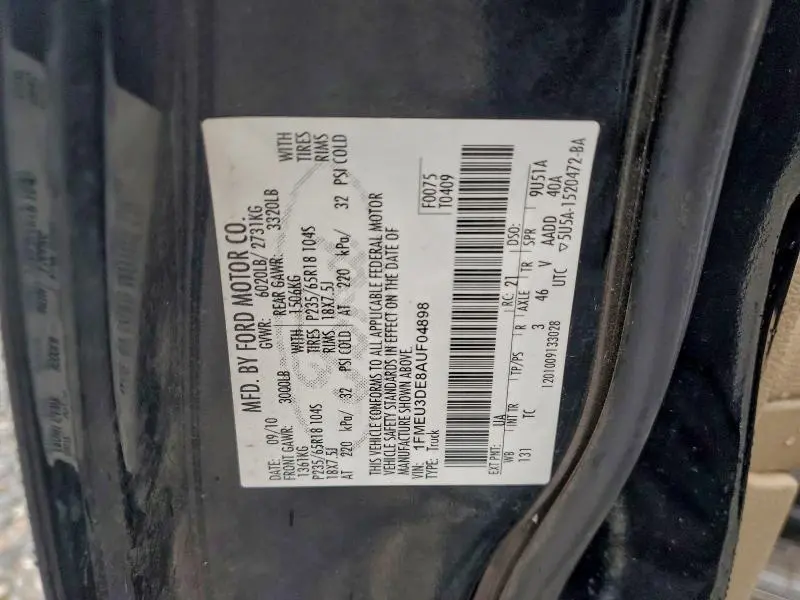 MFD. BY FORD MOTOR CO.
09/10 GVWR: 6020LB/ 2731KG
FRONT GAWR: 3000LB REAR GAWR: 3320LB
1361KG WITH 1506KG WITH
P235/65R18 104S TIRES P235/65R18 104S TIRES
18X7.5J RIMS 18X7.5J RIMS
AT 220 kPa/ 32 PSI COLD AT 220 kPa/ 32 PSI COLD
THIS VEHICLE CONFORMS TO ALL APPLICABLE FEDERAL MOTOR
VEHICLE SAFETY STANDARDS IN EFFECT ON THE DATE OF
MANUFACTURE SHOWN ABOVE.
VIN: 1FMEU3DE8AUF04898 F0075
TYPE: Truck T0409
EXT PNT: UA RC: 21 DSO: 9U51A
WB INT TR TP/PS R AXLE TR SPR
131 TC 3 46 V AADD 40A
1201009133028 UTC ▽5U5A-1520472-BA